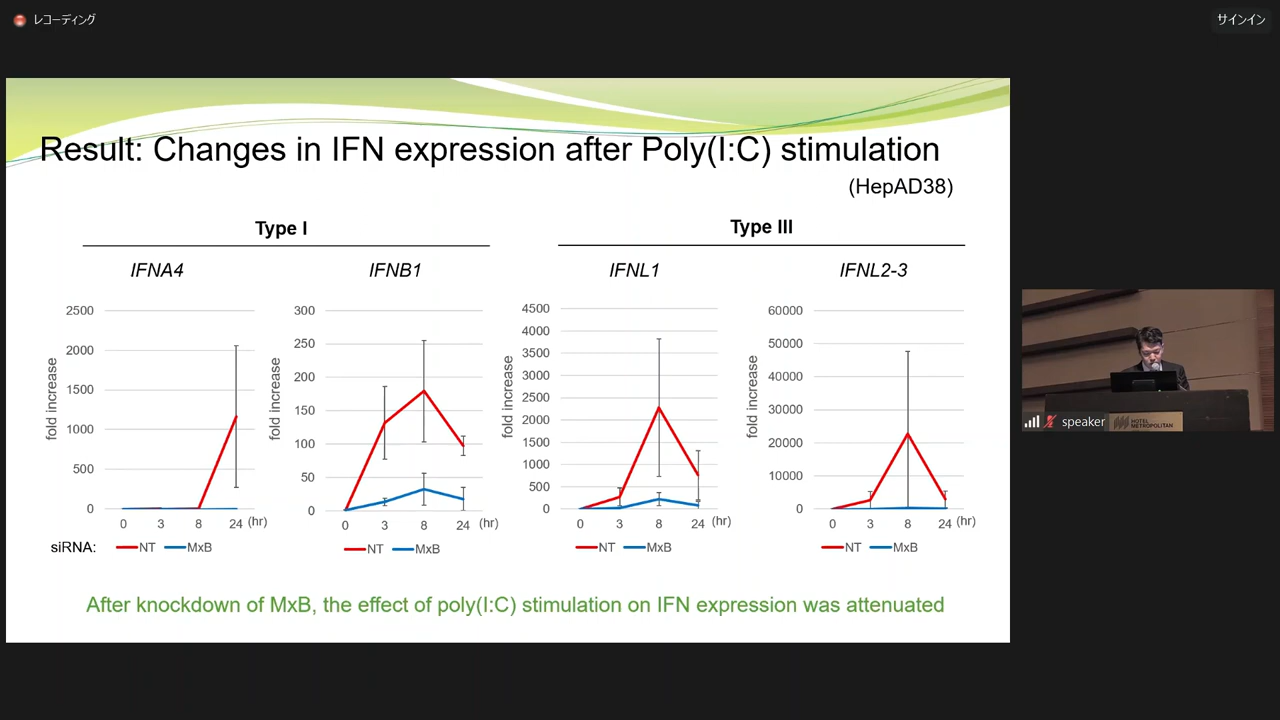 レコーディング
サインイン
Result: Changes in IFN expression after Poly(I:C) stimulation
(HepAD38)
Type I
Type III
IFNA4
IFNB1
IFNL1
IFNL2-3
fold increase
2500
2000
1500
1000
500
0
0 3 8 24 (hr)
fold increase
300
250
200
150
100
50
0
0 3 8 24 (hr)
fold increase
4500
4000
3500
3000
2500
2000
1500
1000
500
0
0 3 8 24 (hr)
fold increase
60000
50000
40000
30000
20000
10000
0
0 3 8 24 (hr)
siRNA: NT MxB
NT MxB
NT MxB
NT MxB
After knockdown of MxB, the effect of poly(I:C) stimulation on IFN expression was attenuated
speaker
HOTEL
METROPOLITAN